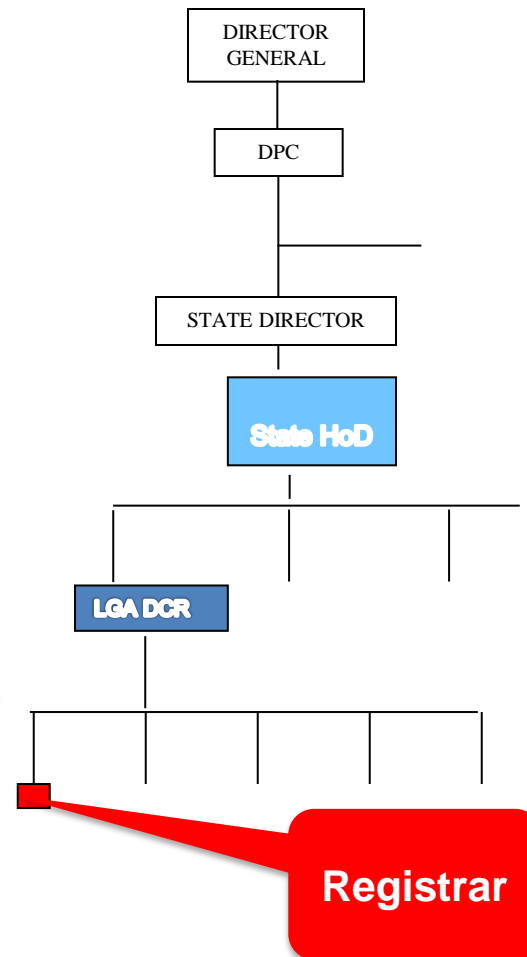 DIRECTOR
GENERAL
DPC
STATE DIRECTOR
State HoD
LGA DCR
Registrar